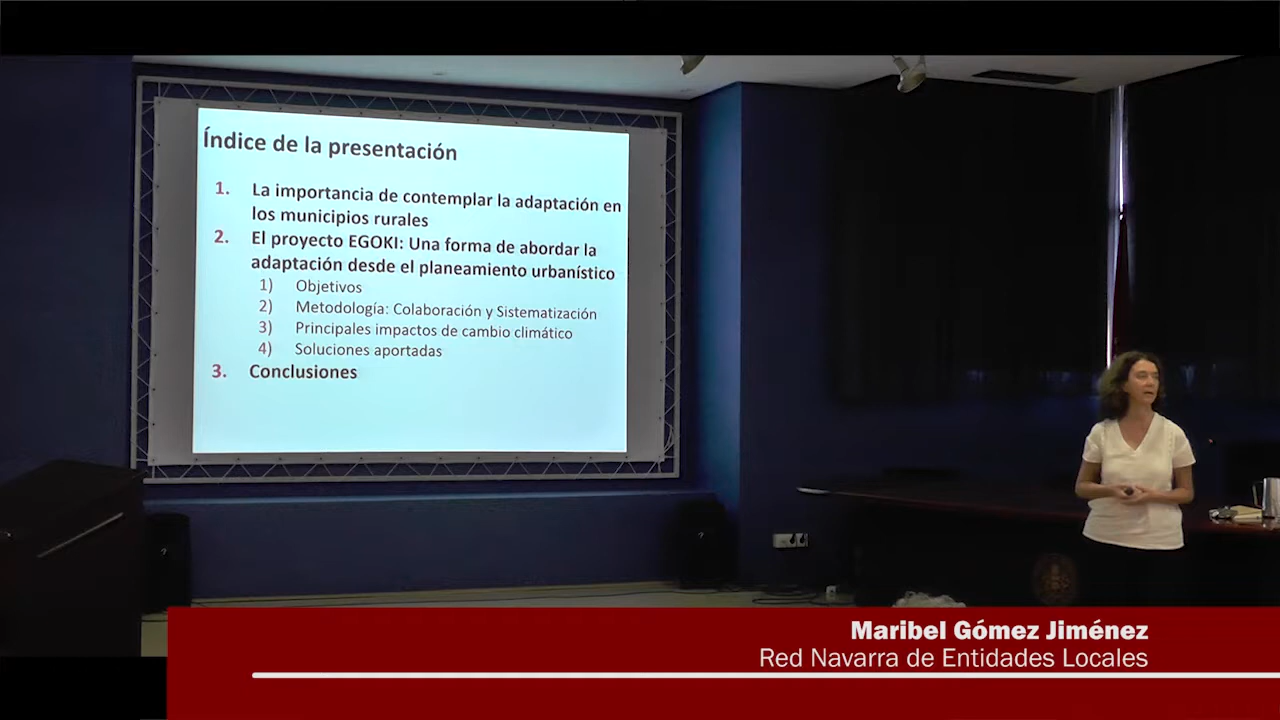 Índice de la presentación
1. La importancia de contemplar la adaptación en
los municipios rurales
2. El proyecto EGOKI: Una forma de abordar la
adaptación desde el planeamiento urbanístico
1) Objetivos
2) Metodología: Colaboración y Sistematización
3) Principales impactos de cambio climático
4) Soluciones aportadas
3. Conclusiones
Maribel Gómez Jiménez
Red Navarra de Entidades Locales